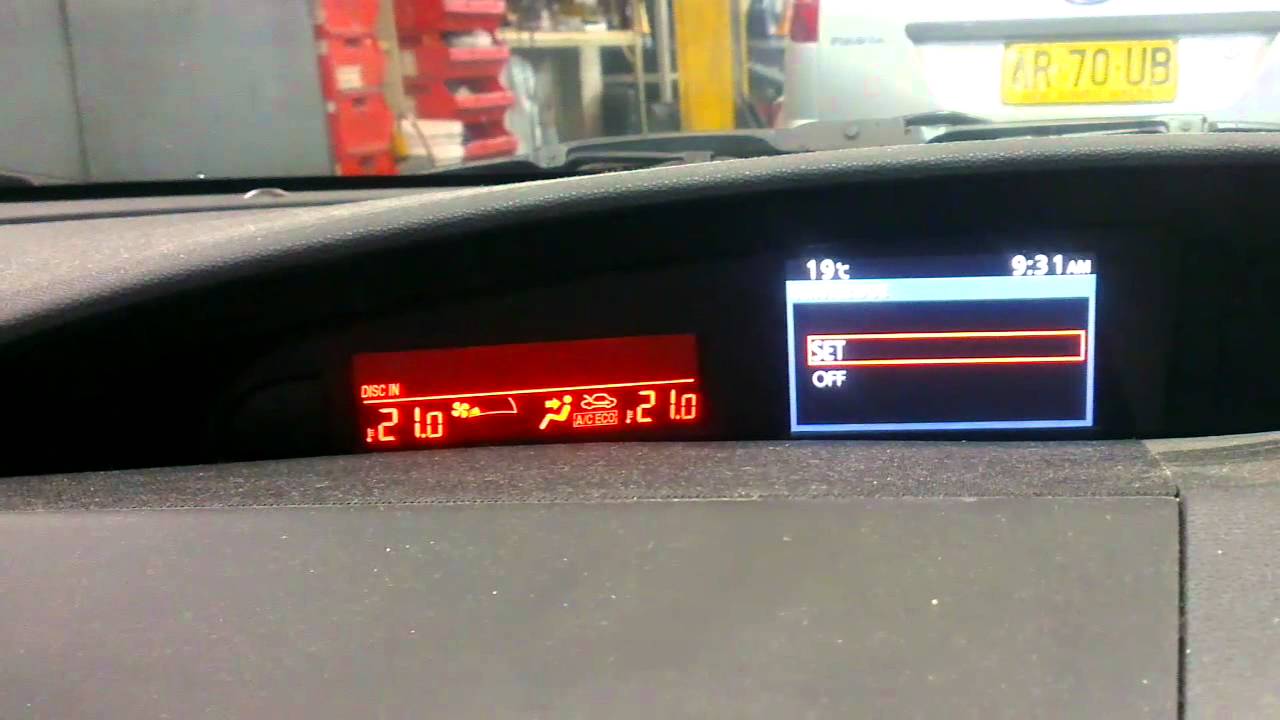 AR·70·UB
19°C
9:31AM
SET
OFF
DISC IN
21.0
A/C ECO
21.0